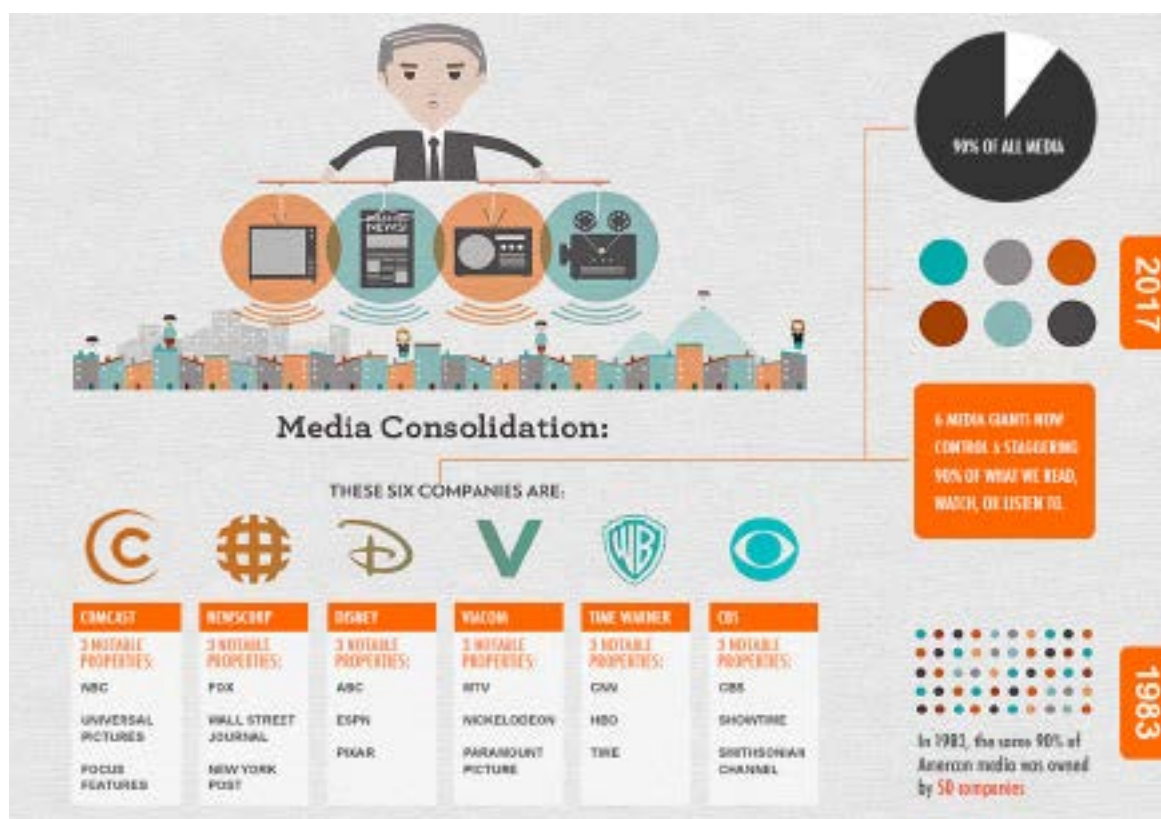 NEWS!
90% OF ALL MEDIA
2017
Media Consolidation:
THESE SIX COMPANIES ARE:
6 MEDIA GIANTS NOW
CONTROL A STAGGERING
90% OF WHAT WE READ,
WATCH, OR LISTEN TO.
C
D
V
WB
COMCAST
3 NOTABLE
PROPERTIES:
NBC
UNIVERSAL
PICTURES
FOCUS
FEATURES
NEWSCORP
3 NOTABLE
PROPERTIES:
FOX
WALL STREET
JOURNAL
NEW YORK
POST
DISNEY
3 NOTABLE
PROPERTIES:
ABC
ESPN
PIXAR
VIACOM
3 NOTABLE
PROPERTIES:
MTV
NICKELODEON
PARAMOUNT
PICTURE
TIME WARNER
3 NOTABLE
PROPERTIES:
CNN
HBO
TIME
CBS
3 NOTABLE
PROPERTIES:
CBS
SHOWTIME
SMITHSONIAN
CHANNEL
1983
In 1983, the same 90% of
American media was owned
by 50 companies